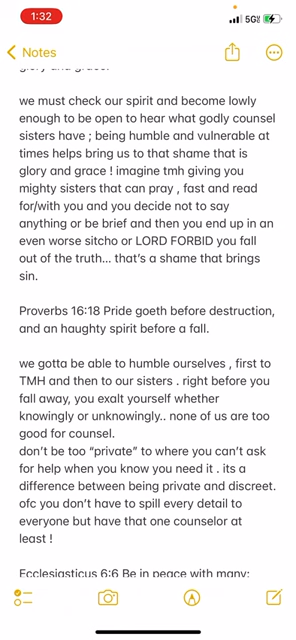 1:32
5G
Notes
glory and grace.
we must check our spirit and become lowly
enough to be open to hear what godly counsel
sisters have ; being humble and vulnerable at
times helps bring us to that shame that is
glory and grace ! imagine tmh giving you
mighty sisters that can pray , fast and read
for/with you and you decide not to say
anything or be brief and then you end up in an
even worse sitcho or LORD FORBID you fall
out of the truth... that’s a shame that brings
sin.
Proverbs 16:18 Pride goeth before destruction,
and an haughty spirit before a fall.
we gotta be able to humble ourselves , first to
TMH and then to our sisters . right before you
fall away, you exalt yourself whether
knowingly or unknowingly.. none of us are too
good for counsel.
don’t be too “private” to where you can’t ask
for help when you know you need it . its a
difference between being private and discreet.
ofc you don’t have to spill every detail to
everyone but have that one counselor at
least !
Ecclesiasticus 6:6 Be in peace with many: